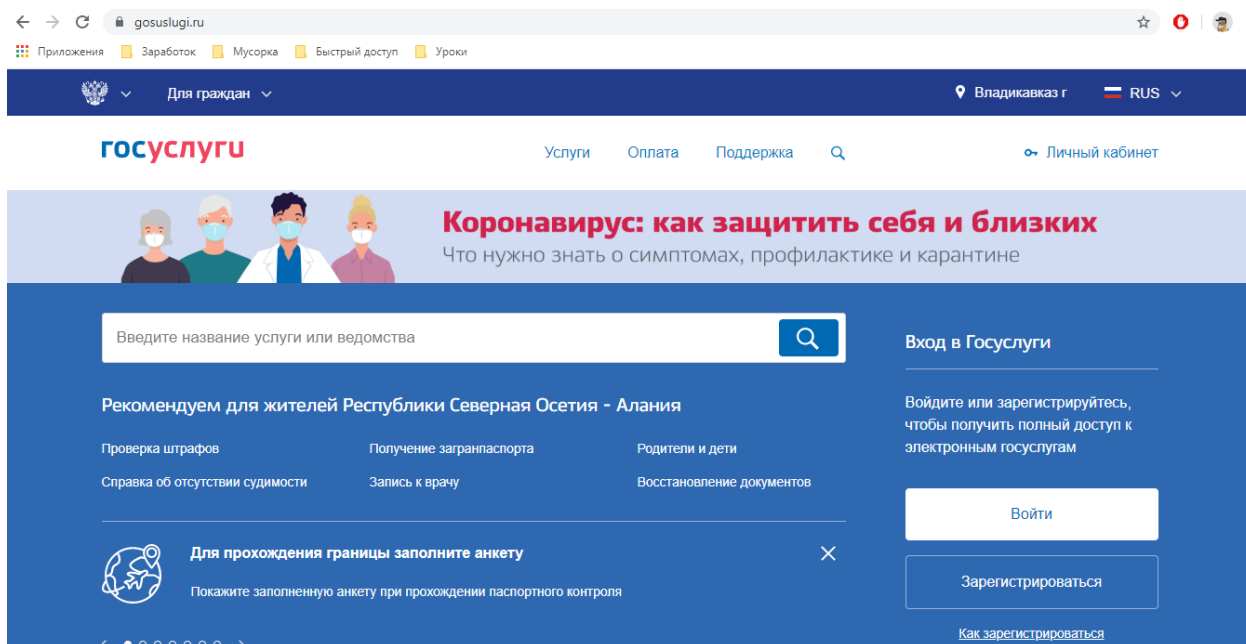 gosuslugi.ru
Приложения Заработок Мусорка Быстрый доступ Уроки
Для граждан Владикавказ г RUS
госуслуги Услуги Оплата Поддержка Личный кабинет
Коронавирус: как защитить себя и близких
Что нужно знать о симптомах, профилактике и карантине
Введите название услуги или ведомства
Рекомендуем для жителей Республики Северная Осетия - Алания
Проверка штрафов Получение загранпаспорта Родители и дети
Справка об отсутствии судимости Запись к врачу Восстановление документов
Для прохождения границы заполните анкету
Покажите заполненную анкету при прохождении паспортного контроля
Вход в Госуслуги
Войдите или зарегистрируйтесь,
чтобы получить полный доступ к
электронным госуслугам
Войти
Зарегистрироваться
Как зарегистрироваться